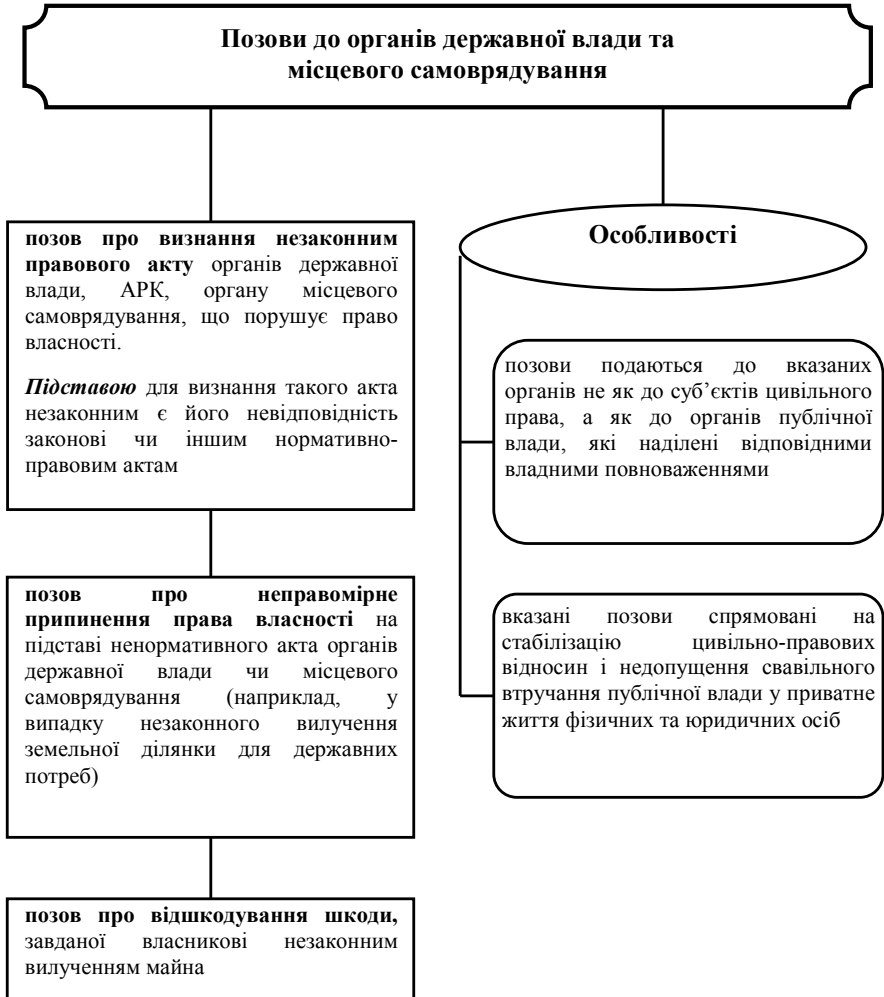 Позови до органів державної влади та
місцевого самоврядування
позов про визнання незаконним
правового акту органів державної
влади, АРК, органу місцевого
самоврядування, що порушує право
власності.
Підставою для визнання такого акта
незаконним є його невідповідність
законові чи іншим нормативно-
правовим актам
позов про неправомірне
припинення права власності на
підставі ненормативного акта органів
державної влади чи місцевого
самоврядування (наприклад, у
випадку незаконного вилучення
земельної ділянки для державних
потреб)
позов про відшкодування шкоди,
завданої власникові незаконним
вилученням майна
Особливості
позови подаються до вказаних
органів не як до суб’єктів цивільного
права, а як до органів публічної
влади, які наділені відповідними
владними повноваженнями
вказані позови спрямовані на
стабілізацію цивільно-правових
відносин і недопущення свавільного
втручання публічної влади у приватне
життя фізичних та юридичних осіб